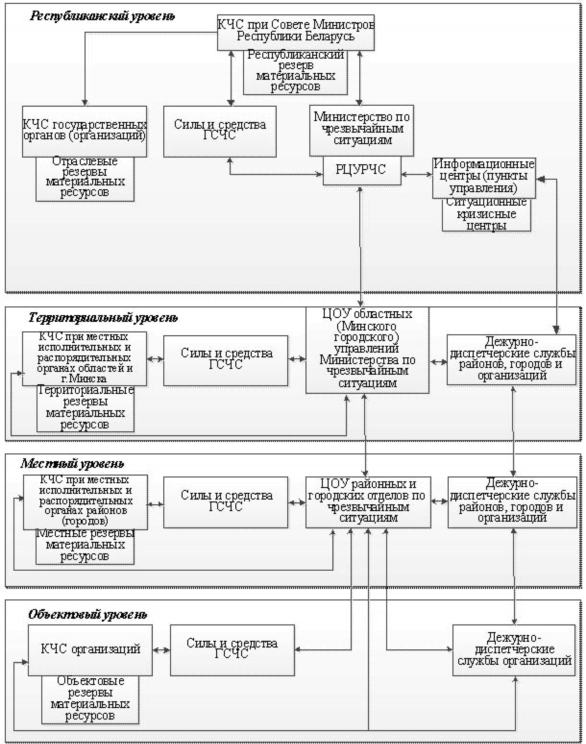 Республиканский уровень
КЧС при Совете Министров
Республики Беларусь
Республиканский
резерв
материальных
ресурсов
КЧС государственных
органов (организаций)
Отраслевые
резервы
материальных
ресурсов
Силы и средства
ГСЧС
Министерство по
чрезвычайным
ситуациям
РЦУРЧС
Информационные
центры (пункты
управления)
Ситуационные
кризисные
центры
Территориальный уровень
КЧС при местных
исполнительных и
распорядительных
органах областей и
г.Минска
Территориальные
резервы
материальных
ресурсов
Силы и средства
ГСЧС
ЦОУ областных
(Минского
городского)
управлений
Министерства по
чрезвычайным
ситуациям
Дежурно-
диспетчерские службы
районов, городов и
организаций
Местный уровень
КЧС при местных
исполнительных и
распорядительных
органах районов
(городов)
Местные резервы
материальных
ресурсов
Силы и средства
ГСЧС
ЦОУ районных и
городских отделов по
чрезвычайным
ситуациям
Дежурно-
диспетчерские службы
районов, городов и
организаций
Объектовый уровень
КЧС организаций
Объектовые
резервы
материальных
ресурсов
Силы и средства
ГСЧС
Дежурно-
диспетчерские
службы организаций